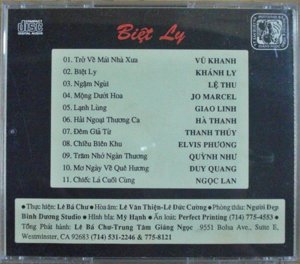 COMPACT
disc
DIGITAL AUDIO
Biệt Ly
01. Trở Về Mái Nhà Xưa VŨ KHANH
02. Biệt Ly KHÁNH LY
03. Ngậm Ngùi LỆ THU
04. Mộng Dưới Hoa JO MARCEL
05. Lạnh Lùng GIAO LINH
06. Hải Ngoại Thương Ca HÀ THANH
07. Đêm Giã Từ THANH THÚY
08. Chiều Biên Khu ELVIS PHƯƠNG
09. Trăm Nhớ Ngàn Thương QUỲNH NHƯ
10. Mơ Ngày Về Quê Hương DUY QUANG
11. Chiếc Lá Cuối Cùng NGỌC LAN
• Thực hiện: Lê Bá Chư • Hòa âm: Lê Văn Thiện-Lê Đức Cường • Phòng thâu: Người Đẹp
Bình Dương Studio • Hình bìa: Mỹ Hạnh • Ấn loát: Perfect Printing (714) 775-4553
Tổng Phát hành: Lê Bá Chư-Trung Tâm Giáng Ngọc .9551 Bolsa Ave., Suite E,
Westminster, CA 92683 (714) 531-2246 & 775-8121